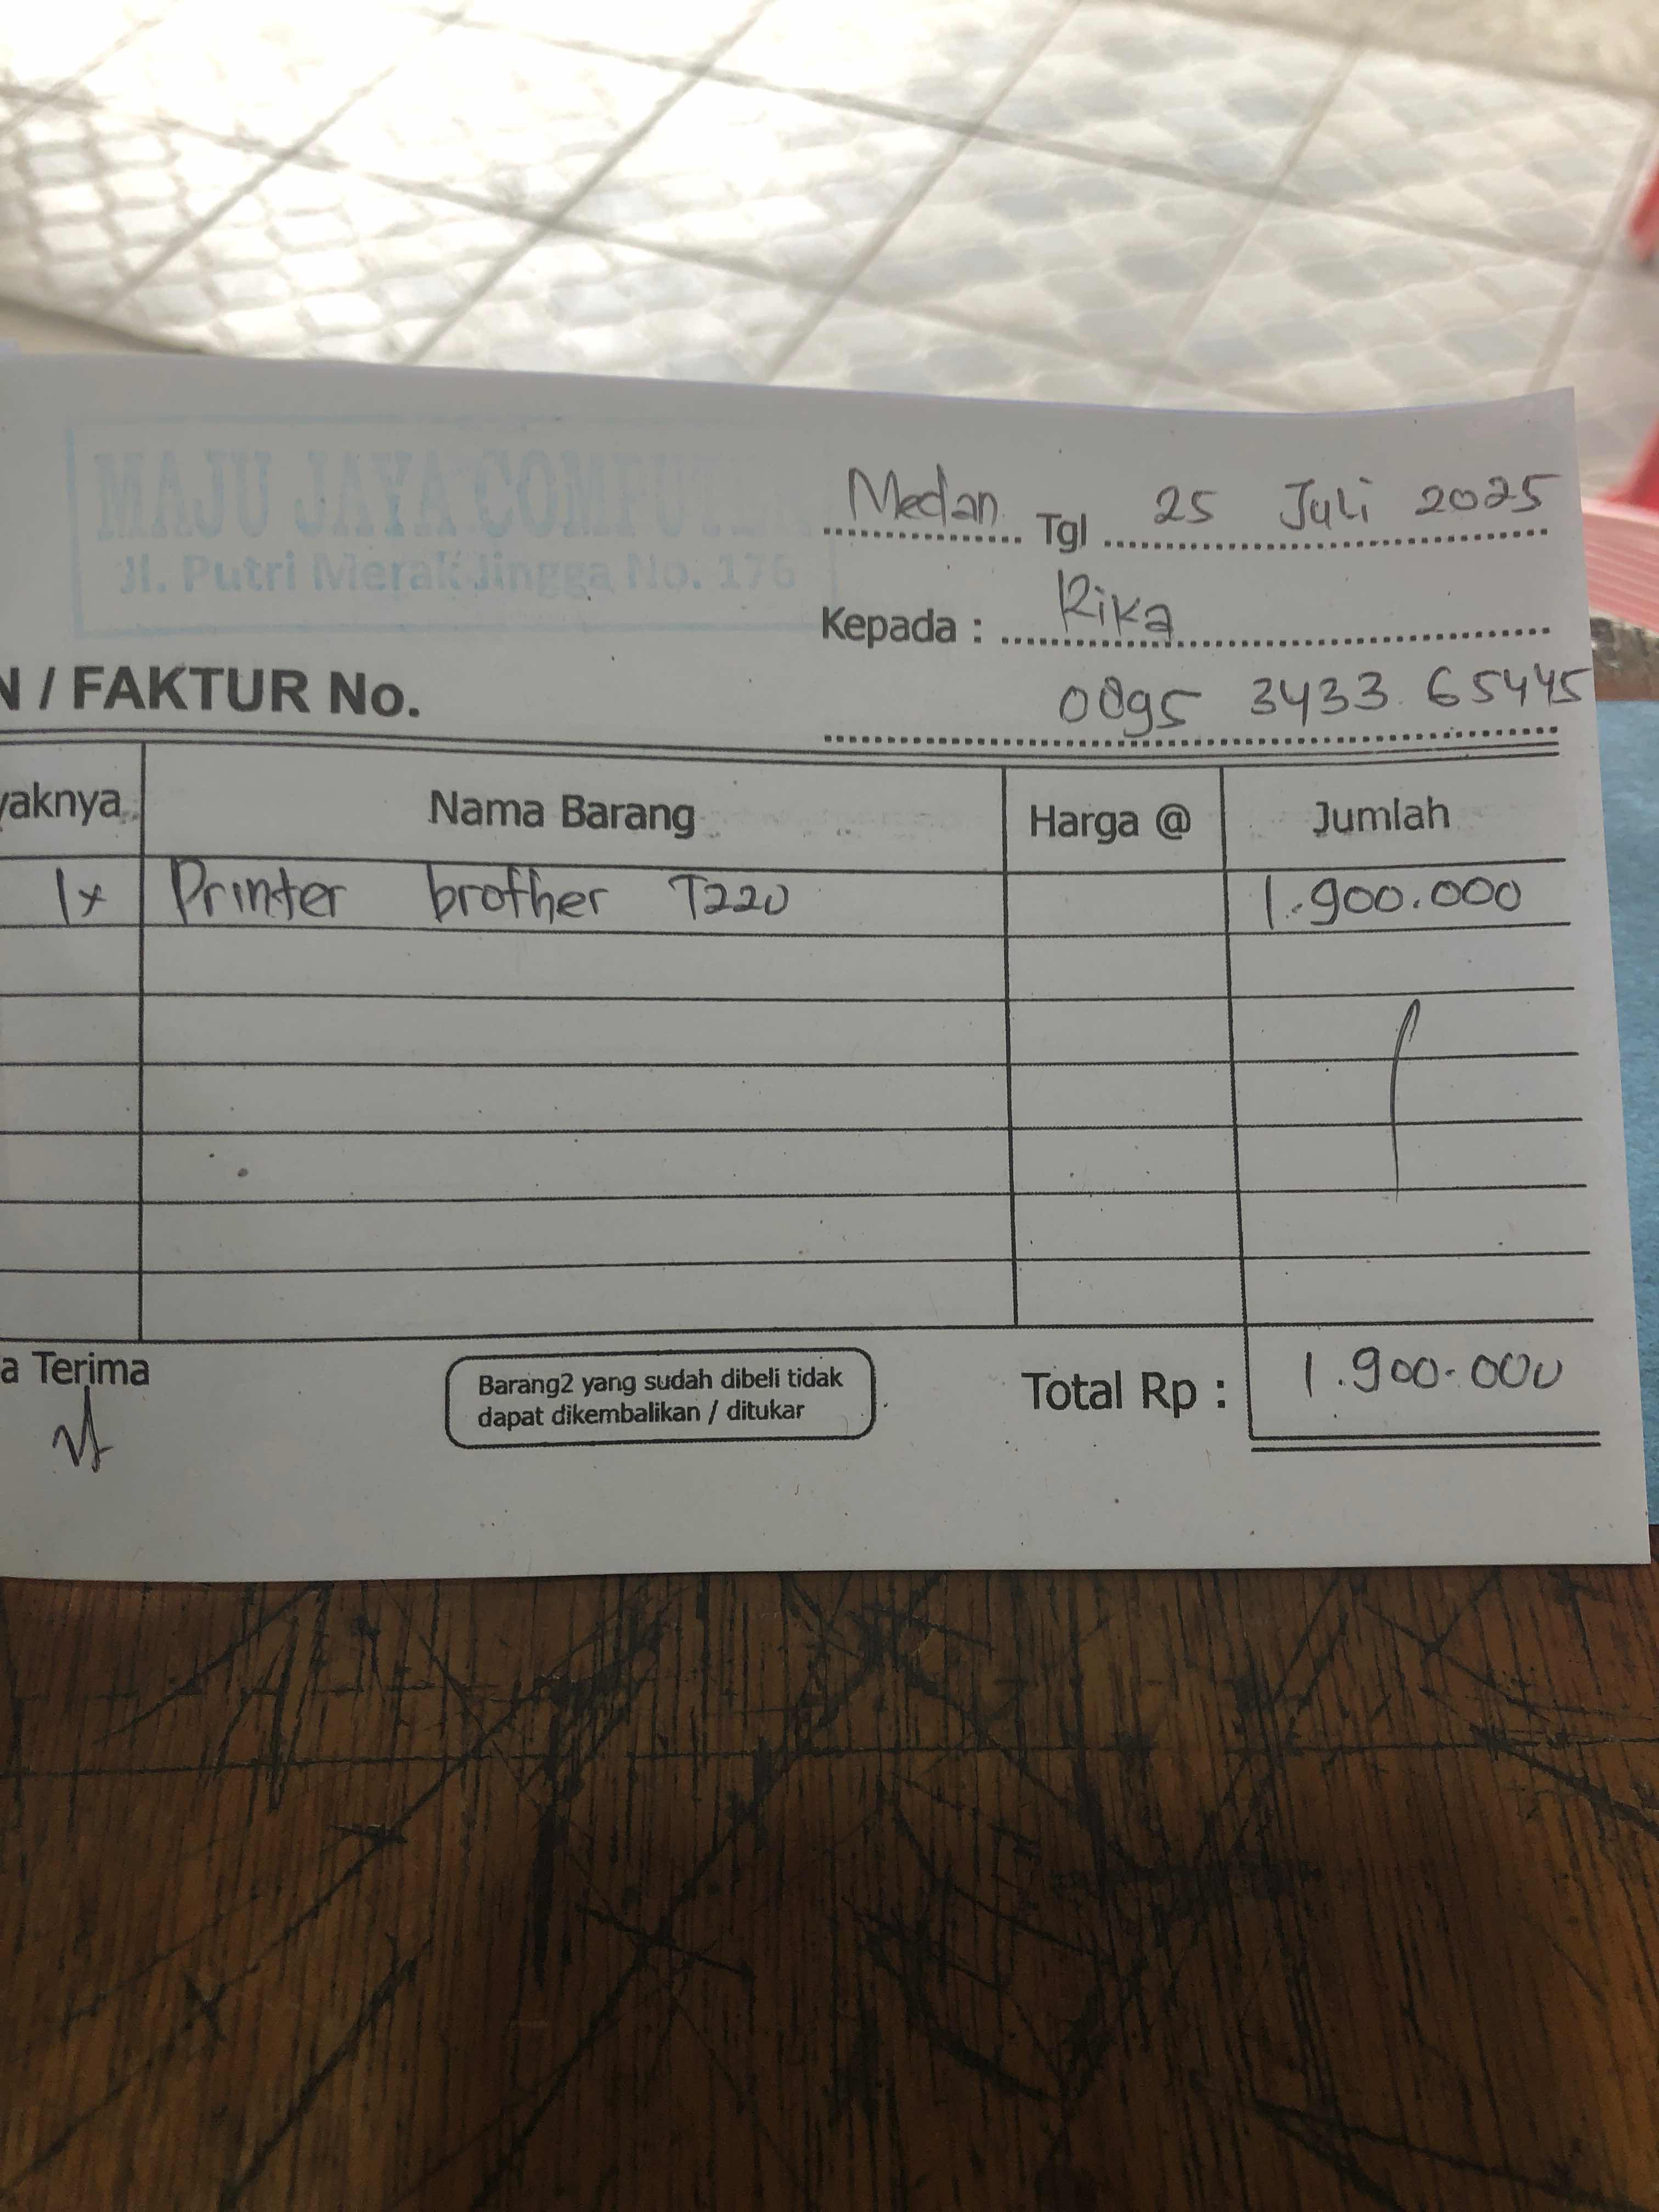 MAJU JAYA COMPUTER
Jl. Putri Merak Jingga No. 176
Medan Tgl 25 Juli 2025
Kepada : Rika
0895 3433 65445
N / FAKTUR No.
yaknya Nama Barang Harga @ Jumlah
1x Printer brother T220 1.900.000
a Terima
Barang2 yang sudah dibeli tidak
dapat dikembalikan / ditukar
Total Rp : 1.900.000